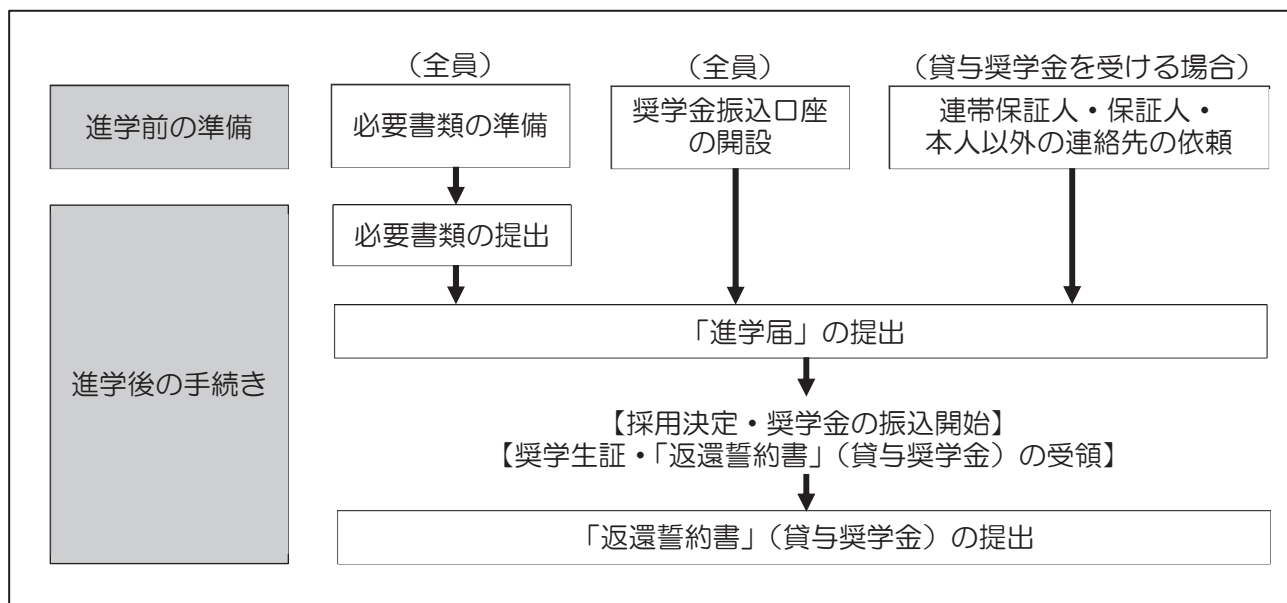 （全員）
（全員）
（貸与奨学金を受ける場合）
進学前の準備
必要書類の準備
奨学金振込口座
の開設
連帯保証人・保証人・
本人以外の連絡先の依頼
進学後の手続き
必要書類の提出
「進学届」の提出
【採用決定・奨学金の振込開始】
【奨学生証・「返還誓約書」（貸与奨学金）の受領】
「返還誓約書」（貸与奨学金）の提出